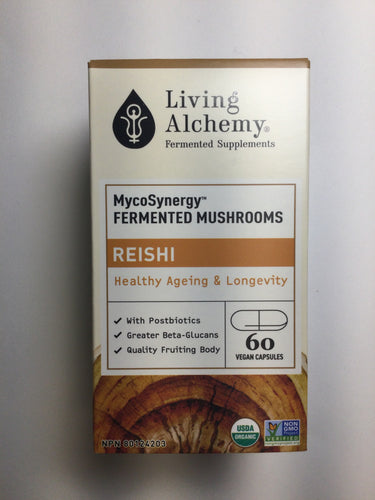 Living
Alchemy®
Fermented Supplements
MycoSynergy™
FERMENTED MUSHROOMS
REISHI
Healthy Ageing & Longevity
With Postbiotics
Greater Beta-Glucans
Quality Fruiting Body
60
VEGAN CAPSULES
NPN 80124203
USDA
ORGANIC
NON
GMO
Project
VERIFIED